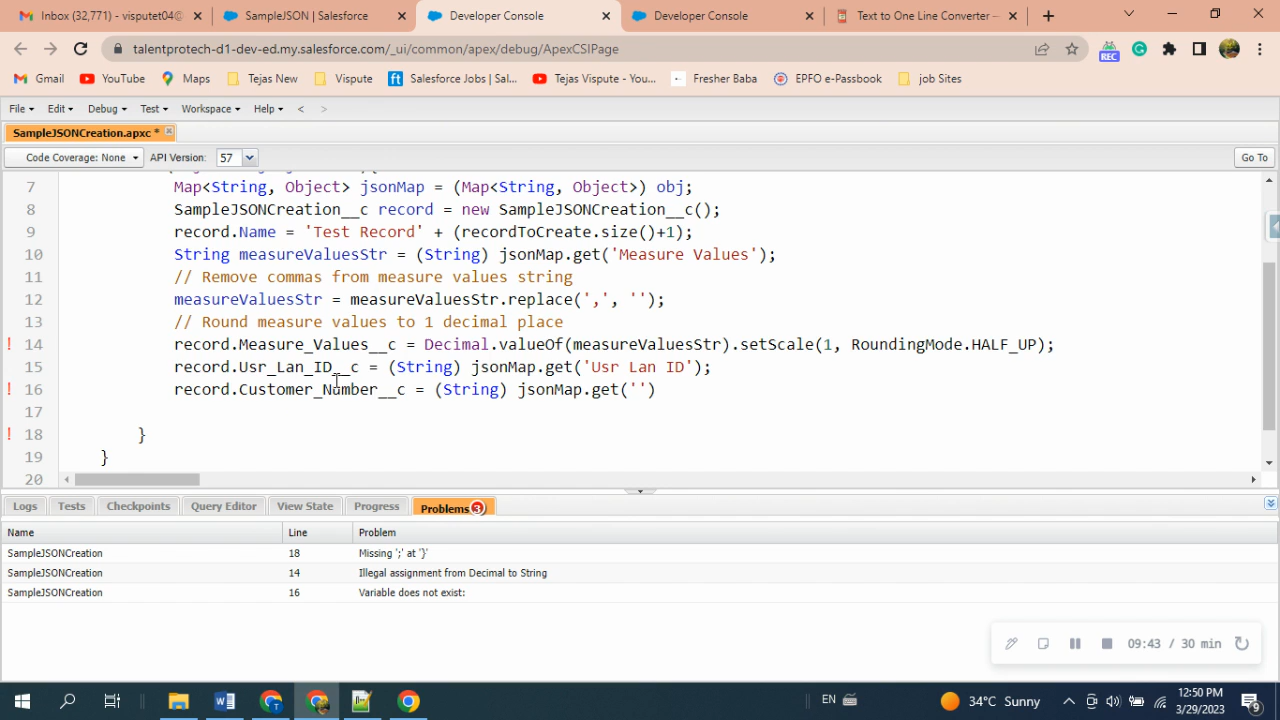 Inbox (32,771) - visputet04@
SampleJSON | Salesforce
Developer Console
Developer Console
Text to One Line Converter –
talentprotech-d1-dev-ed.my.salesforce.com/_ui/common/apex/debug/ApexCSIPage
REC
Gmail
YouTube
Maps
Tejas New
Vispute
Salesforce Jobs | Sal...
Tejas Vispute - You...
Fresher Baba
EPFO e-Passbook
job Sites
File
Edit
Debug
Test
Workspace
Help
<
>
SampleJSONCreation.apxc *
Code Coverage: None
API Version:
57
Go To
7 Map<String, Object> jsonMap = (Map<String, Object>) obj;
8 SampleJSONCreation__c record = new SampleJSONCreation__c();
9 record.Name = 'Test Record' + (recordToCreate.size()+1);
10 String measureValuesStr = (String) jsonMap.get('Measure Values');
11 // Remove commas from measure values string
12 measureValuesStr = measureValuesStr.replace(',', '');
13 // Round measure values to 1 decimal place
! 14 record.Measure_Values__c = Decimal.valueOf(measureValuesStr).setScale(1, RoundingMode.HALF_UP);
15 record.Usr_Lan_ID__c = (String) jsonMap.get('Usr Lan ID');
! 16 record.Customer_Number__c = (String) jsonMap.get('')
17
! 18 }
19 }
20
Logs
Tests
Checkpoints
Query Editor
View State
Progress
Problems 3
Name Line Problem
SampleJSONCreation 18 Missing ';' at '}'
SampleJSONCreation 14 Illegal assignment from Decimal to String
SampleJSONCreation 16 Variable does not exist:
09:43 / 30 min
EN
34°C Sunny
12:50 PM
3/29/2023
9